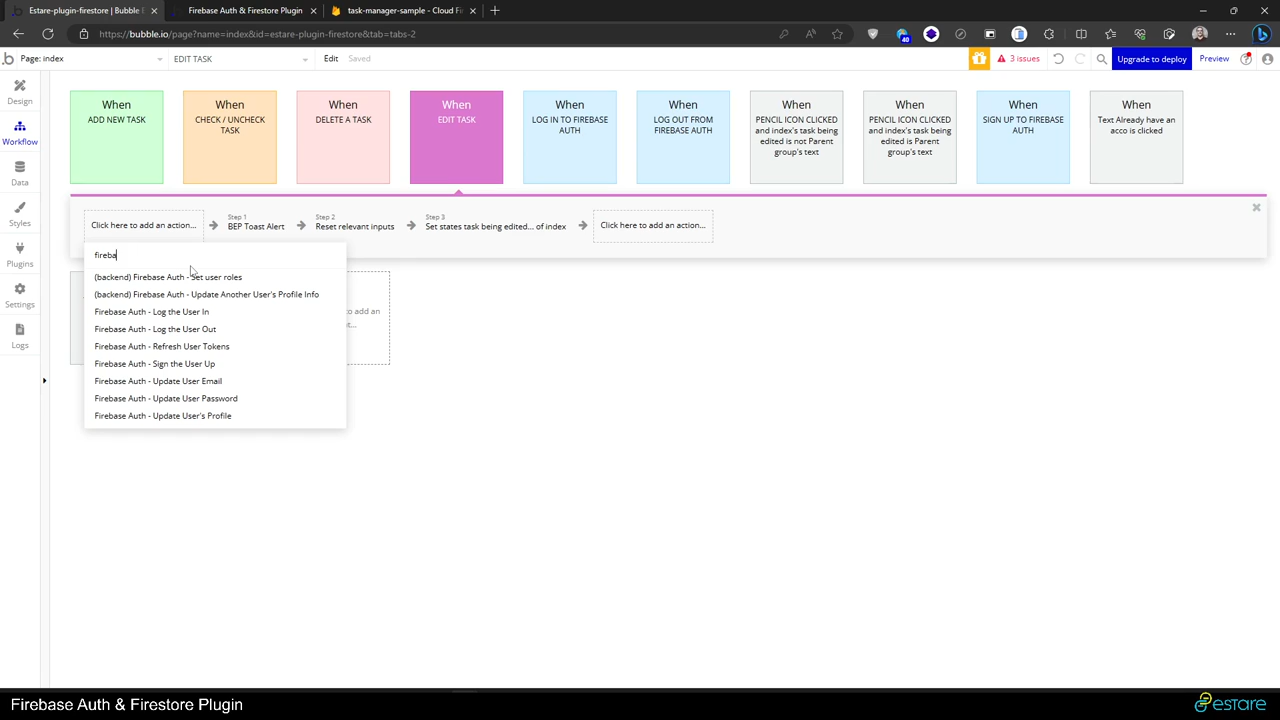 Estare-plugin-firestore | Bubble E
Firebase Auth & Firestore Plugin
task-manager-sample - Cloud Fi
https://bubble.io/page?name=index&id=estare-plugin-firestore&tab=tabs-2
40
Page: index
EDIT TASK
Edit
Saved
3 issues
Upgrade to deploy
Preview
Design
Workflow
Data
Styles
Plugins
Settings
Logs
When
ADD NEW TASK
When
CHECK / UNCHECK
TASK
When
DELETE A TASK
When
EDIT TASK
When
LOG IN TO FIREBASE
AUTH
When
LOG OUT FROM
FIREBASE AUTH
When
PENCIL ICON CLICKED
and index's task being
edited is not Parent
group's text
When
PENCIL ICON CLICKED
and index's task being
edited is Parent
group's text
When
SIGN UP TO FIREBASE
AUTH
When
Text Already have an
acco is clicked
Click here to add an action...
Step 1
BEP Toast Alert
Step 2
Reset relevant inputs
Step 3
Set states task being edited... of index
Click here to add an action...
fireba
(backend) Firebase Auth - Set user roles
(backend) Firebase Auth - Update Another User's Profile Info
Firebase Auth - Log the User In
Firebase Auth - Log the User Out
Firebase Auth - Refresh User Tokens
Firebase Auth - Sign the User Up
Firebase Auth - Update User Email
Firebase Auth - Update User Password
Firebase Auth - Update User's Profile
to add an
Firebase Auth & Firestore Plugin
estare